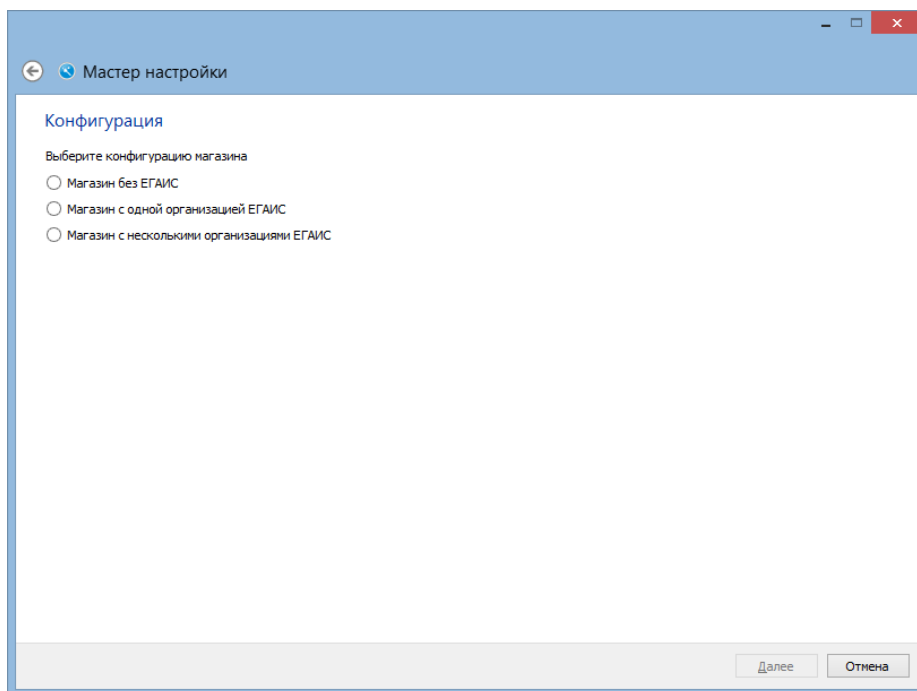 Мастер настройки
Конфигурация
Выберите конфигурацию магазина
Магазин без ЕГАИС
Магазин с одной организацией ЕГАИС
Магазин с несколькими организациями ЕГАИС
Далее
Отмена